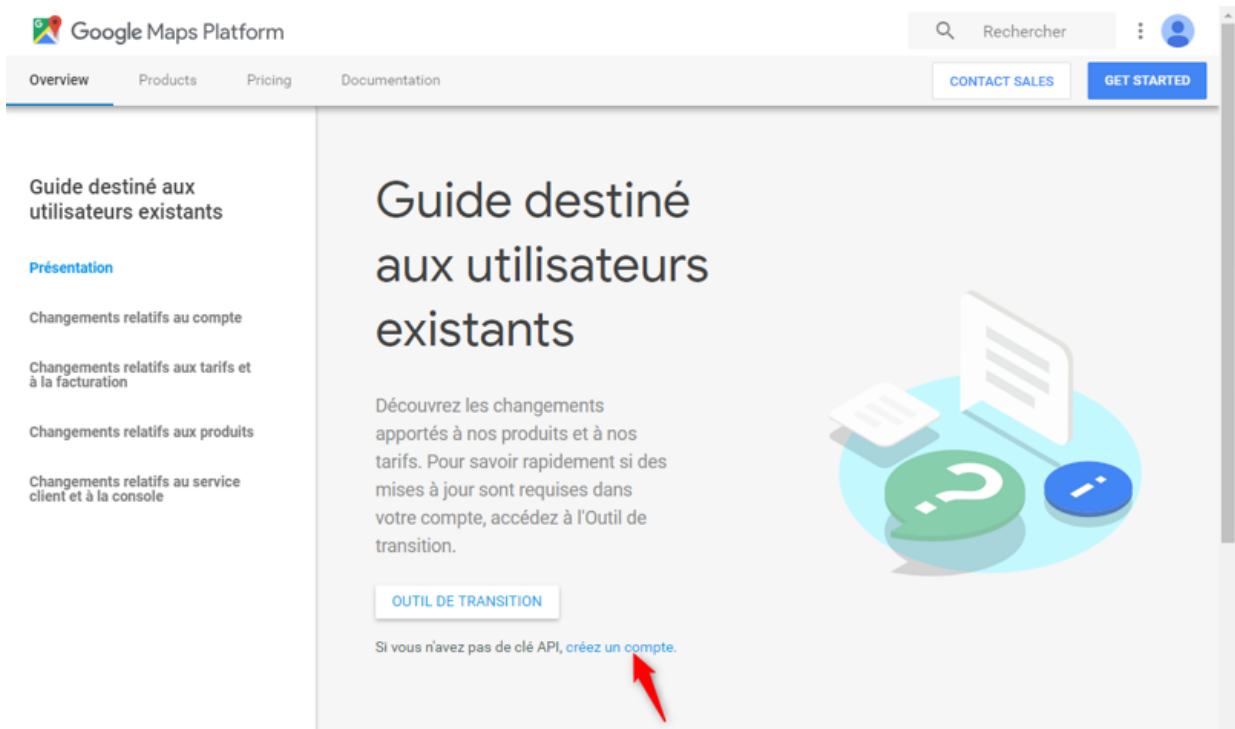 Google Maps Platform
Rechercher
Overview Products Pricing Documentation
CONTACT SALES GET STARTED
Guide destiné aux
utilisateurs existants
Présentation
Changements relatifs au compte
Changements relatifs aux tarifs et
à la facturation
Changements relatifs aux produits
Changements relatifs au service
client et à la console
Guide destiné
aux utilisateurs
existants
Découvrez les changements
apportés à nos produits et à nos
tarifs. Pour savoir rapidement si des
mises à jour sont requises dans
votre compte, accédez à l'Outil de
transition.
OUTIL DE TRANSITION
Si vous n'avez pas de clé API, créez un compte.